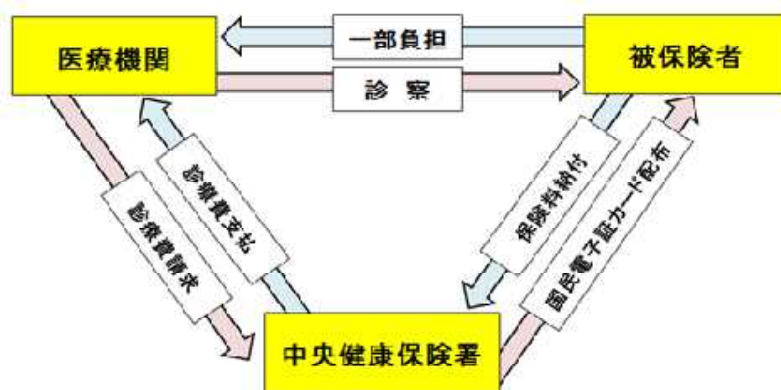 医療機関
一部負担
被保険者
診察
診療費支払
診療費請求
保険料納付
国民電子証カード配布
中央健康保険署